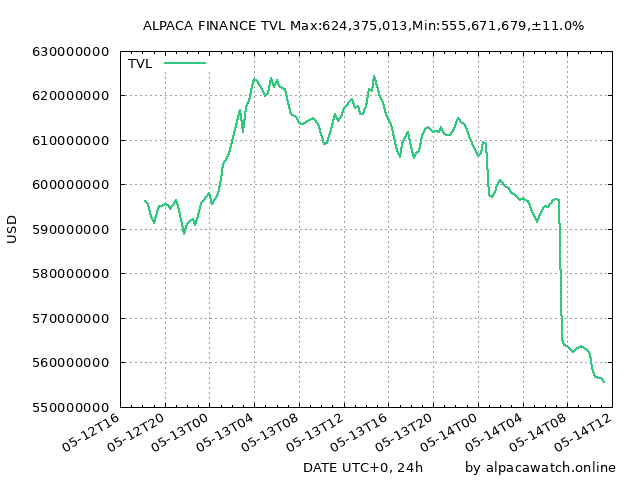 ALPACA FINANCE TVL Max:624,375,013,Min:555,671,679,±11.0%
630000000
TVL
620000000
610000000
600000000
590000000
USD
580000000
570000000
560000000
550000000
05-12T16 05-12T20 05-13T00 05-13T04 05-13T08 05-13T12 05-13T16 05-13T20 05-14T00 05-14T04 05-14T08 05-14T12
DATE UTC+0, 24h by alpacawatch.online